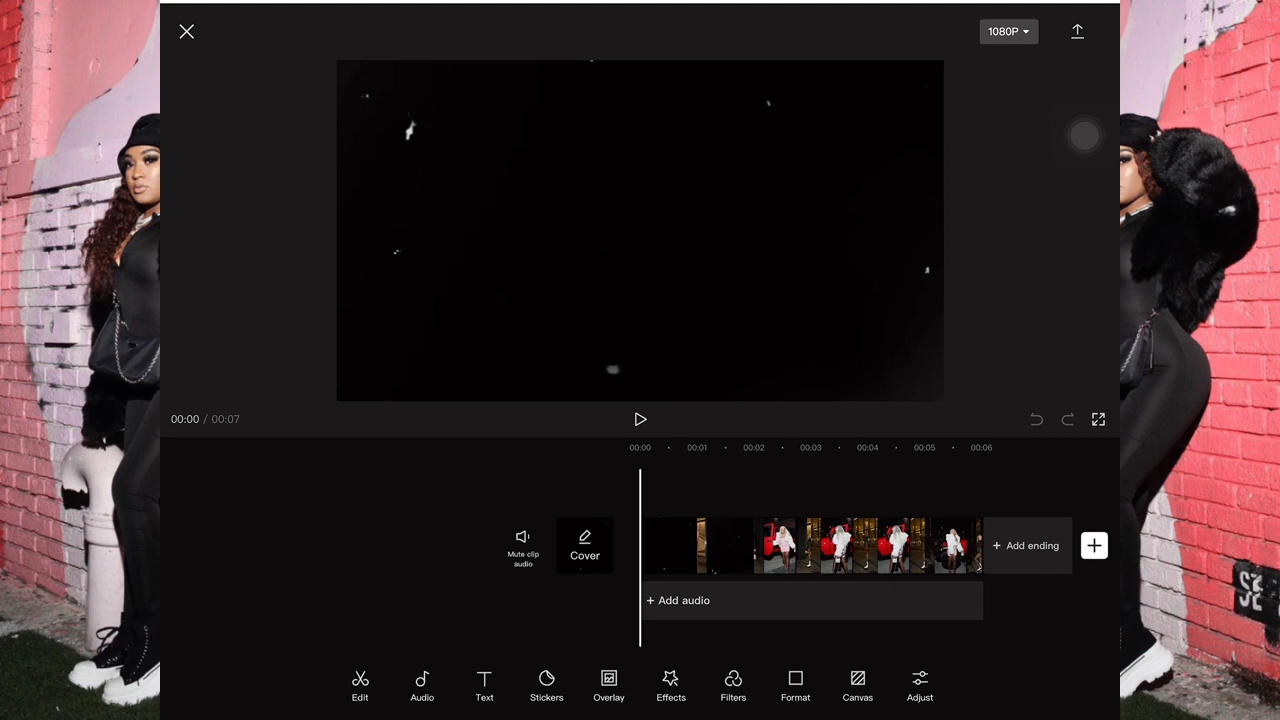 1080P
00:00 / 00:07
00:00 00:01 00:02 00:03 00:04 00:05 00:06
Mute clip
audio
Cover
+ Add ending
+ Add audio
Edit Audio Text Stickers Overlay Effects Filters Format Canvas Adjust